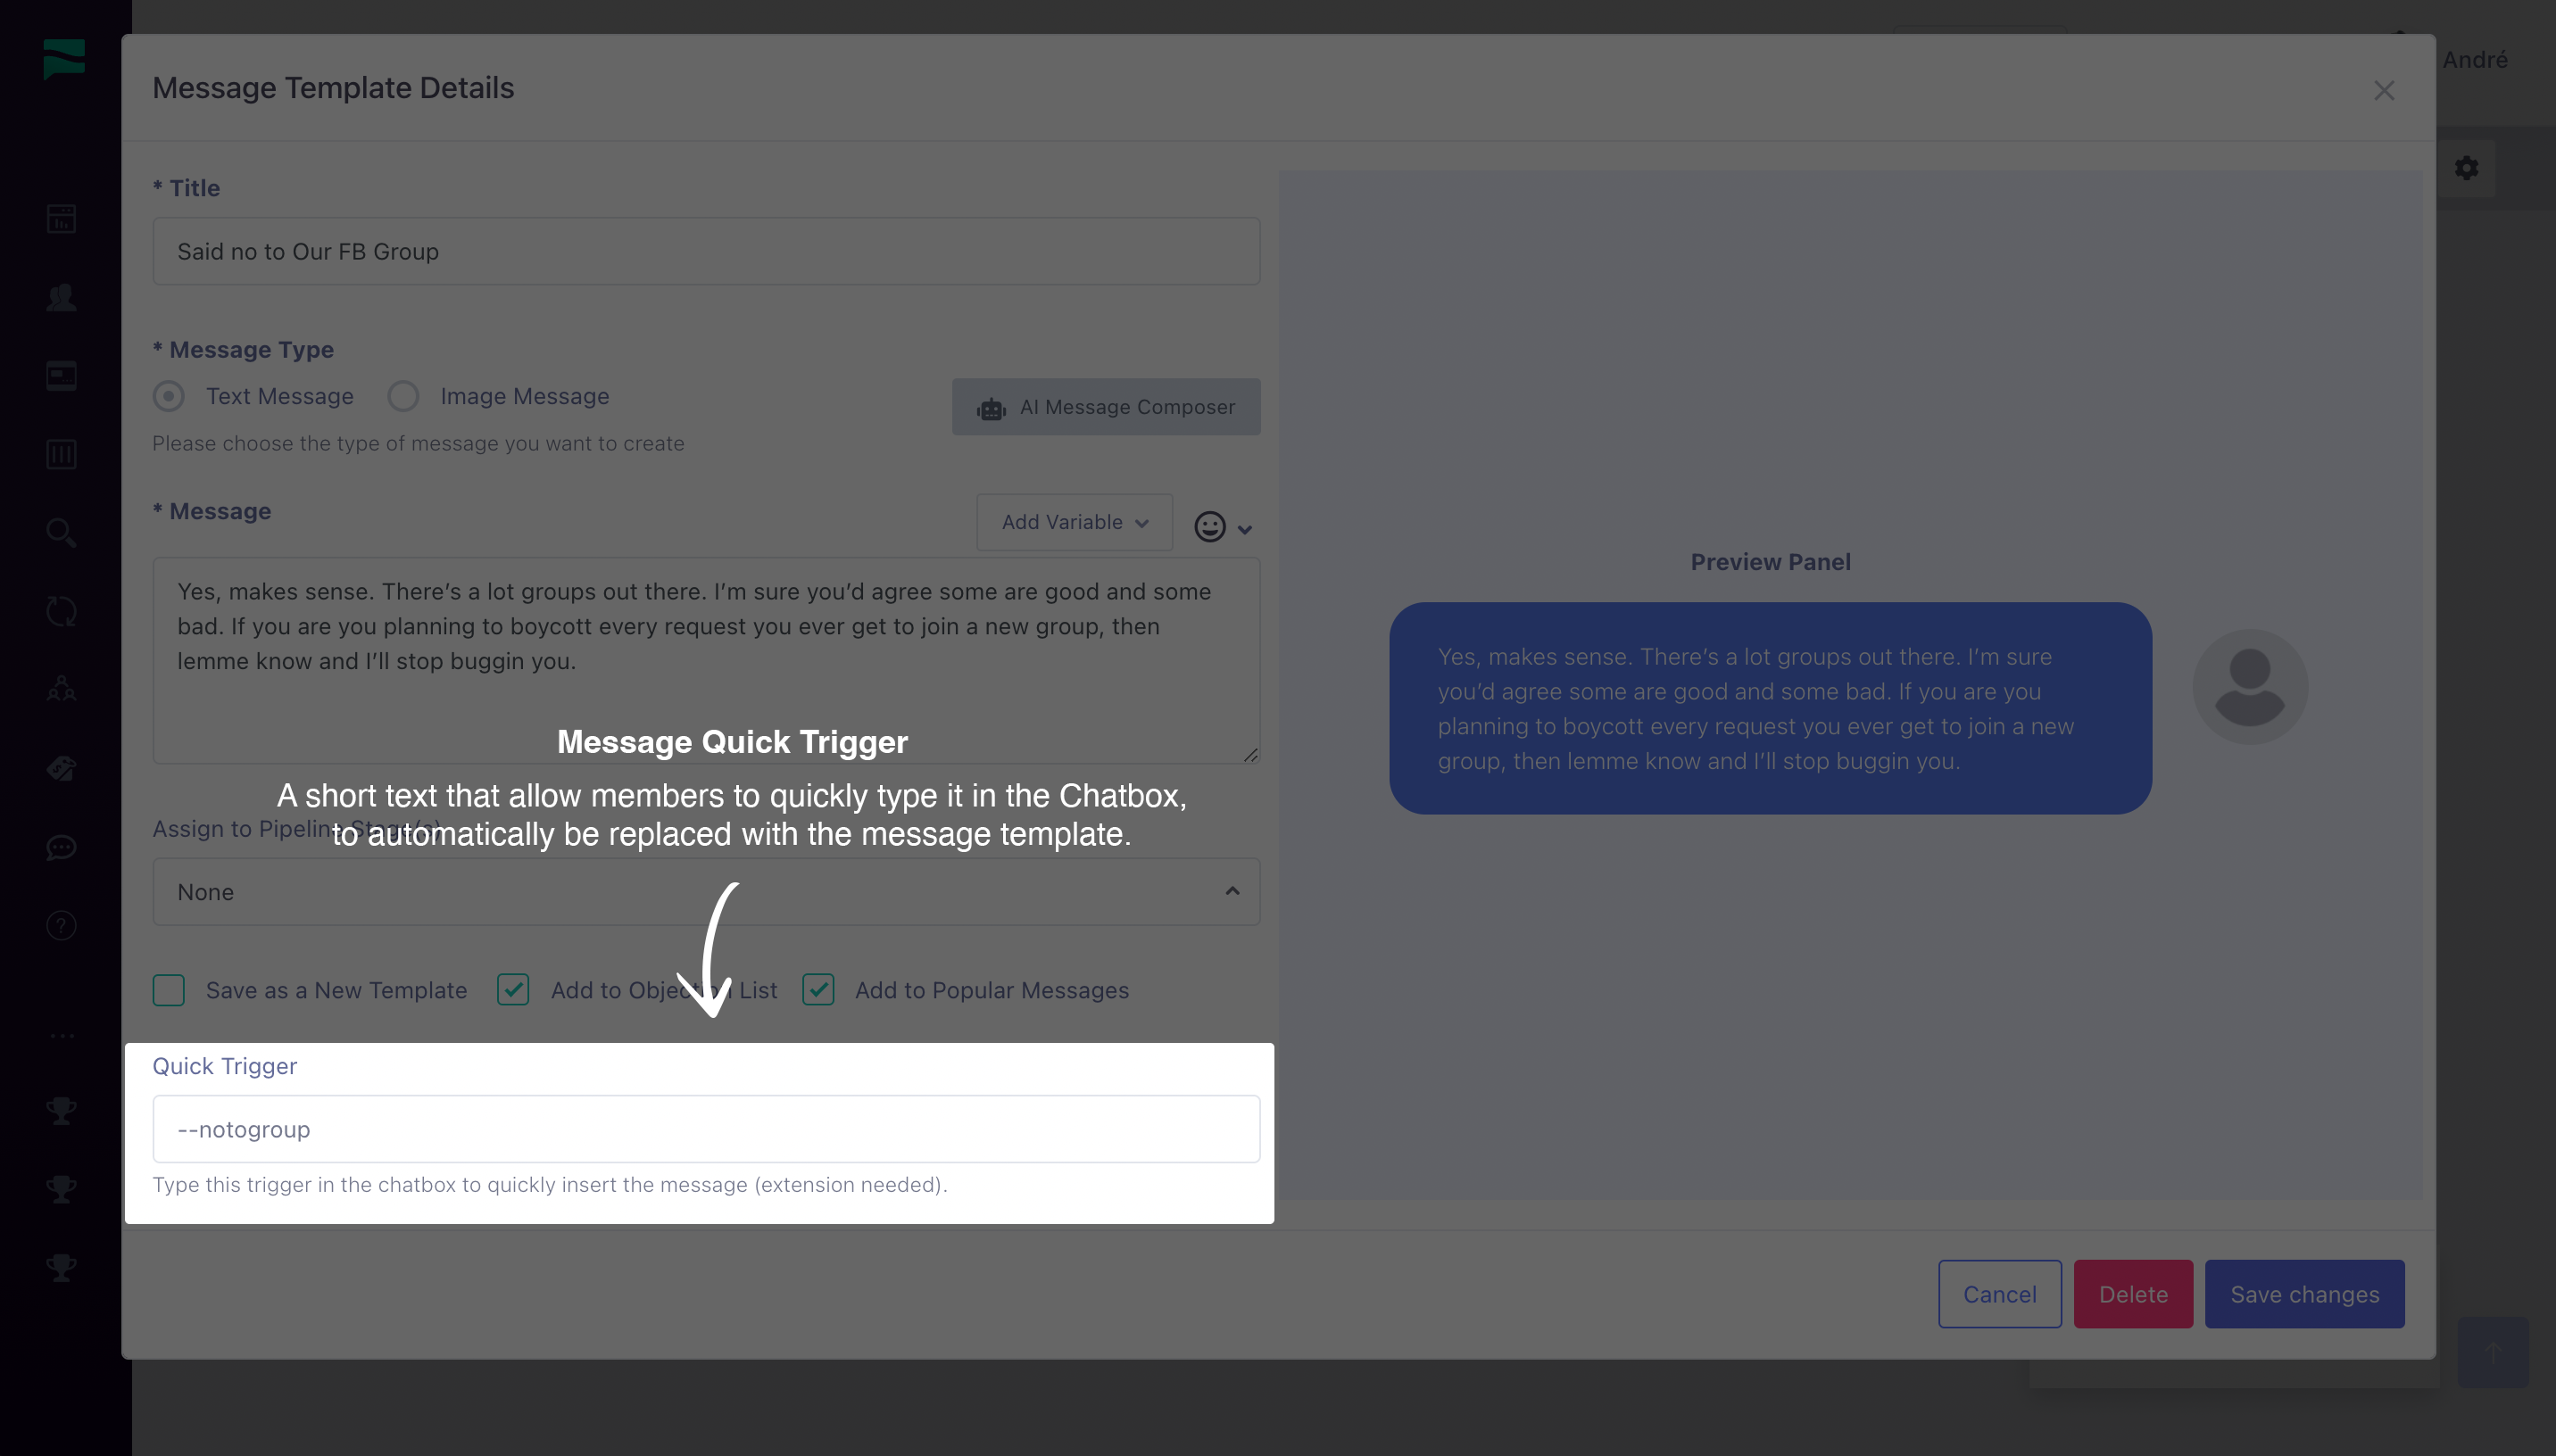 André
Message Template Details
* Title
Said no to Our FB Group
* Message Type
Text Message
Image Message
AI Message Composer
Please choose the type of message you want to create
* Message
Add Variable
Yes, makes sense. There’s a lot groups out there. I’m sure you’d agree some are good and some
bad. If you are you planning to boycott every request you ever get to join a new group, then
lemme know and I’ll stop buggin you.
Message Quick Trigger
A short text that allow members to quickly type it in the Chatbox,
to automatically be replaced with the message template.
Assign to Pipeline Stage(s)
None
Save as a New Template
Add to Objection List
Add to Popular Messages
Quick Trigger
--notogroup
Type this trigger in the chatbox to quickly insert the message (extension needed).
Preview Panel
Yes, makes sense. There’s a lot groups out there. I’m sure
you’d agree some are good and some bad. If you are you
planning to boycott every request you ever get to join a new
group, then lemme know and I’ll stop buggin you.
Cancel
Delete
Save changes